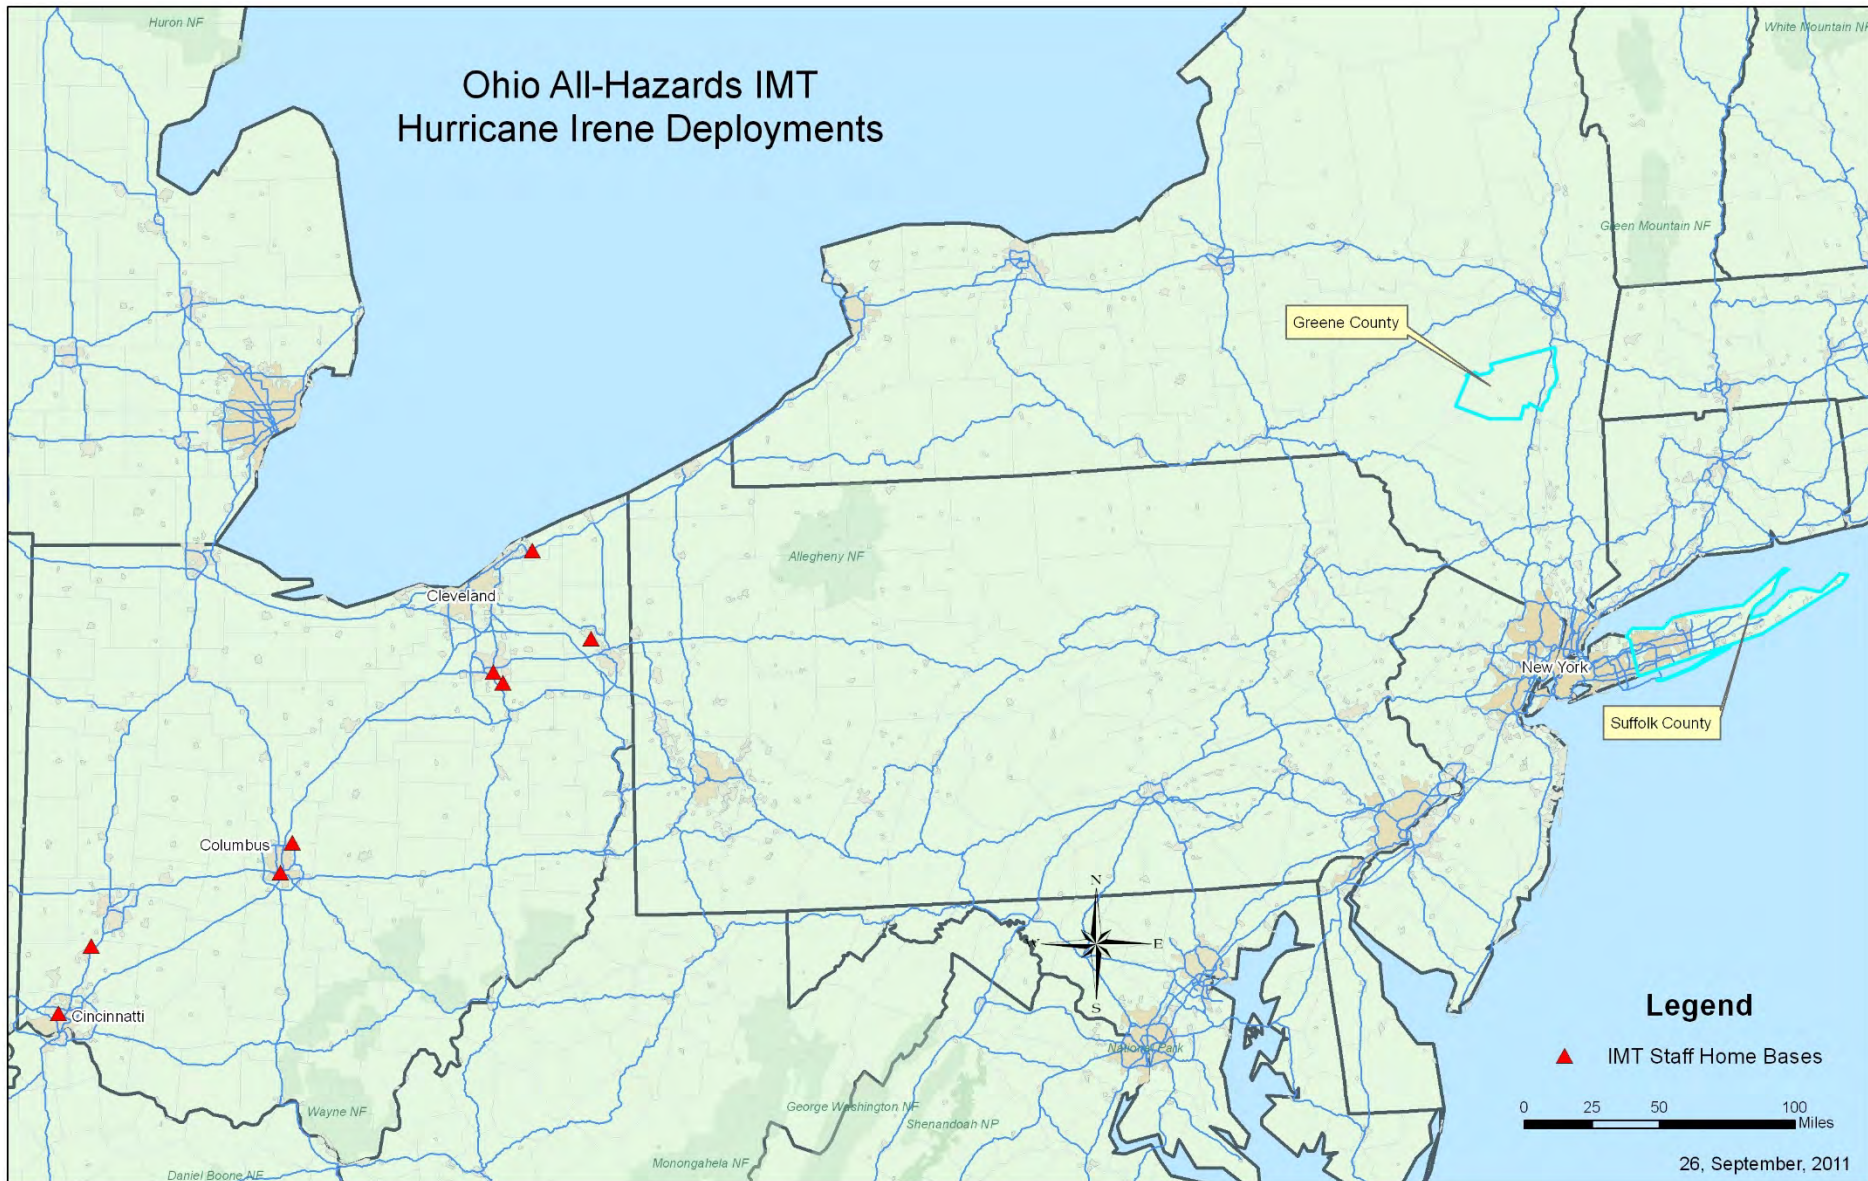 Huron NF
White Mountain NF
Ohio All-Hazards IMT
Hurricane Irene Deployments
Green Mountain NF
Greene County
Allegheny NF
Cleveland
New York
Suffolk County
Columbus
N
W
E
S
Cincinnatti
Legend
IMT Staff Home Bases
National Park
Wayne NF
George Washington NF
Shenandoah NP
Monongahela NF
Daniel Boone NF
0 25 50 100
Miles
26, September, 2011